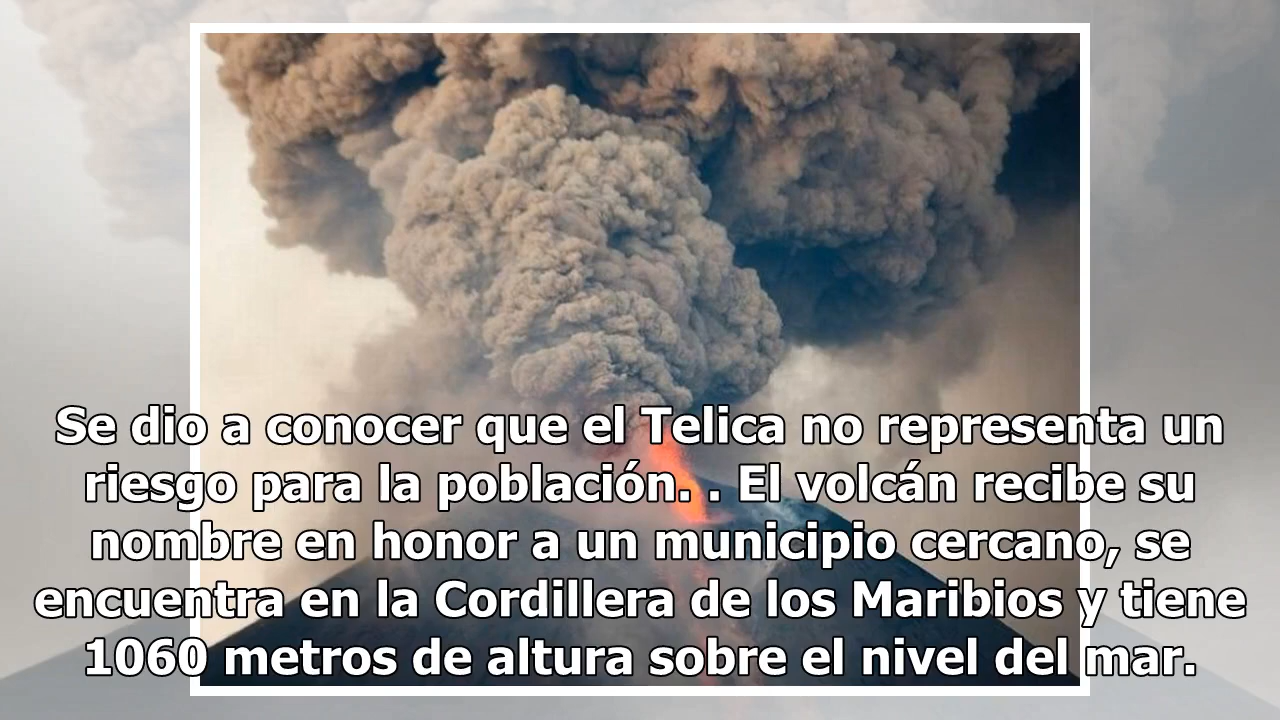 Se dio a conocer que el Telica no representa un
riesgo para la población. . El volcán recibe su
nombre en honor a un municipio cercano, se
encuentra en la Cordillera de los Maribios y tiene
1060 metros de altura sobre el nivel del mar.